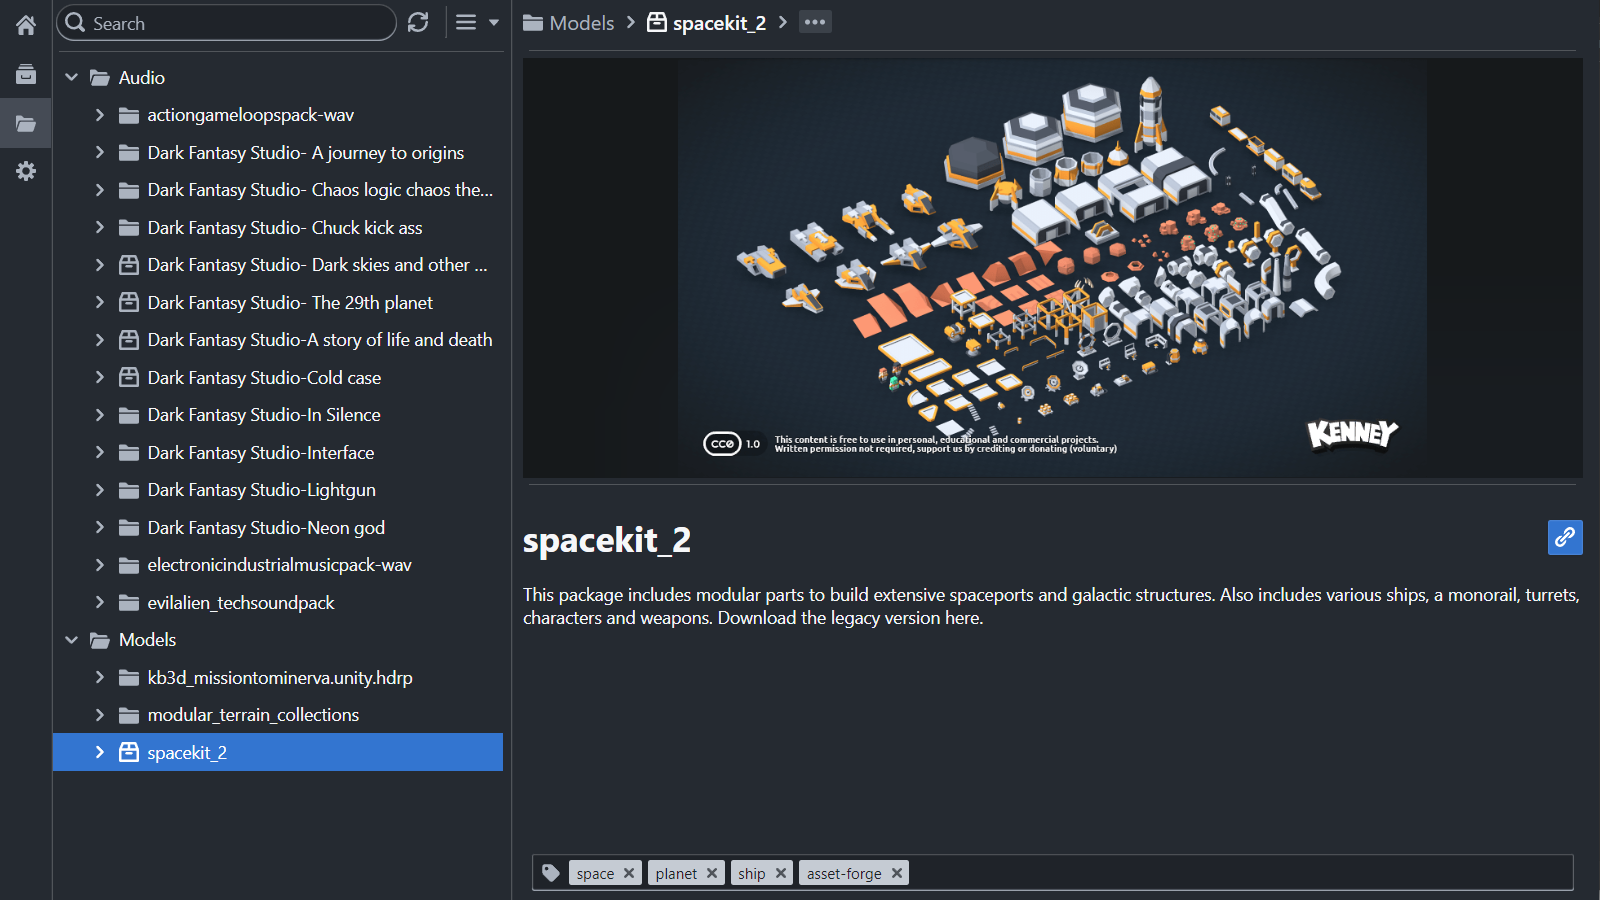 Search
Audio
actiongameloopspack-wav
Dark Fantasy Studio- A journey to origins
Dark Fantasy Studio- Chaos logic chaos the...
Dark Fantasy Studio- Chuck kick ass
Dark Fantasy Studio- Dark skies and other ...
Dark Fantasy Studio- The 29th planet
Dark Fantasy Studio-A story of life and death
Dark Fantasy Studio-Cold case
Dark Fantasy Studio-In Silence
Dark Fantasy Studio-Interface
Dark Fantasy Studio-Lightgun
Dark Fantasy Studio-Neon god
electronicindustrialmusicpack-wav
evilalien_techsoundpack
Models
kb3d_missiontominerva.unity.hdrp
modular_terrain_collections
spacekit_2
Models > spacekit_2 > ...
CC0 1.0
This content is free to use in personal, educational and commercial projects.
Written permission not required, support us by crediting or donating (voluntary)
KENNEY
spacekit_2
This package includes modular parts to build extensive spaceports and galactic structures. Also includes various ships, a monorail, turrets,
characters and weapons. Download the legacy version here.
space planet ship asset-forge